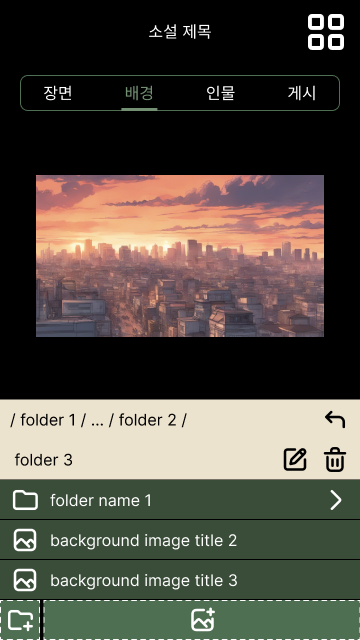 소설 제목
장면 배경 인물 게시
/ folder 1 / ... / folder 2 /
folder 3
folder name 1
background image title 2
background image title 3